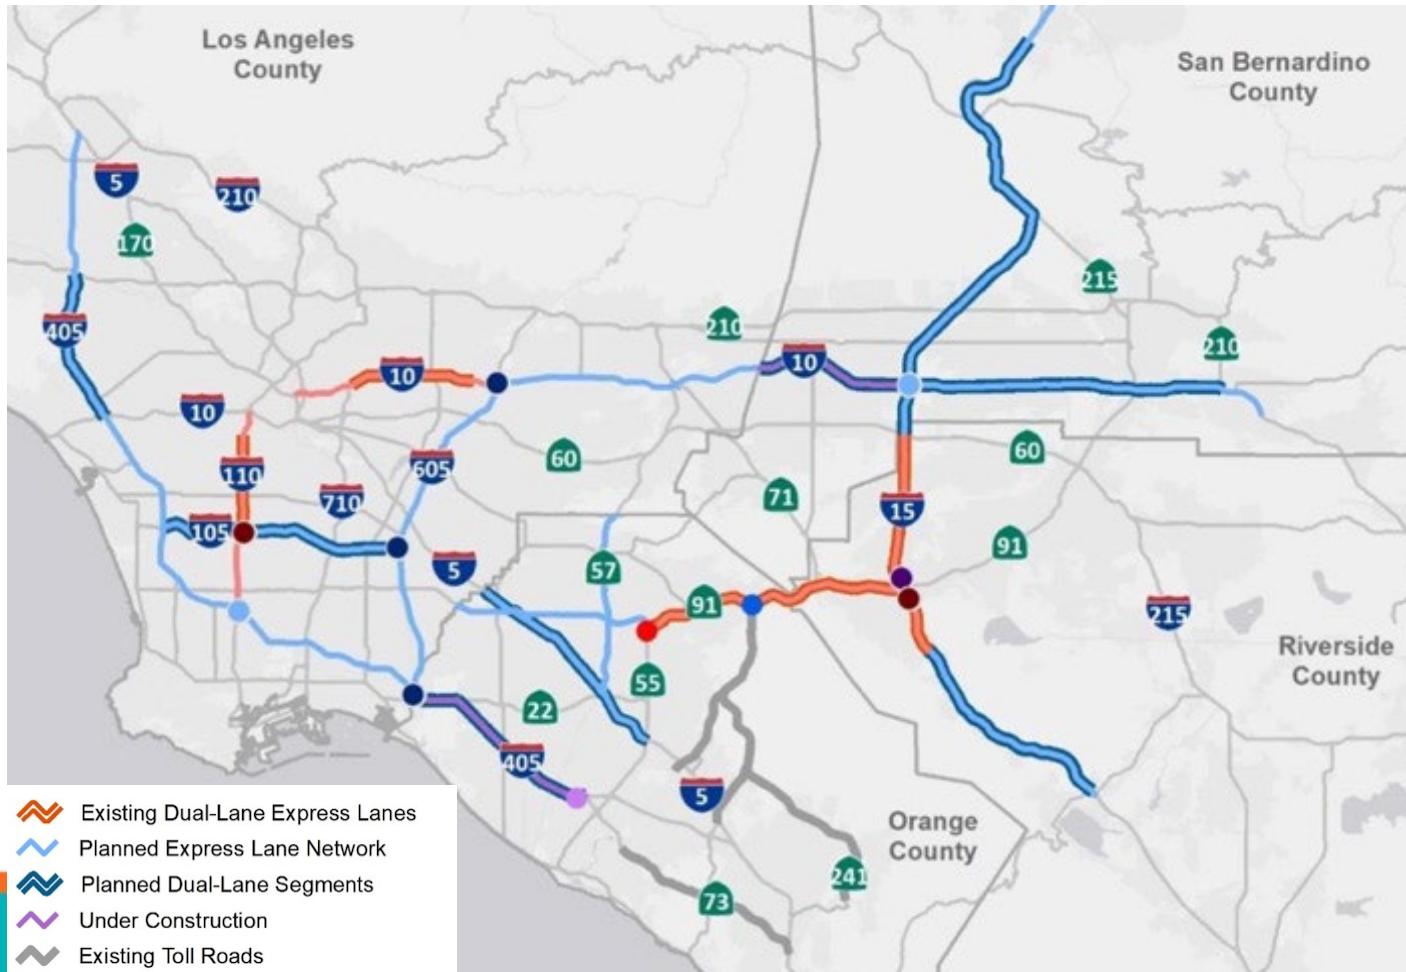 Los Angeles
County
San Bernardino
County
5
210
170
215
405
210
210
10
10
10
110
605
60
60
71
710
15
105
91
5
57
91
215
Riverside
County
55
22
405
5
Orange
County
241
73
Existing Dual-Lane Express Lanes
Planned Express Lane Network
Planned Dual-Lane Segments
Under Construction
Existing Toll Roads